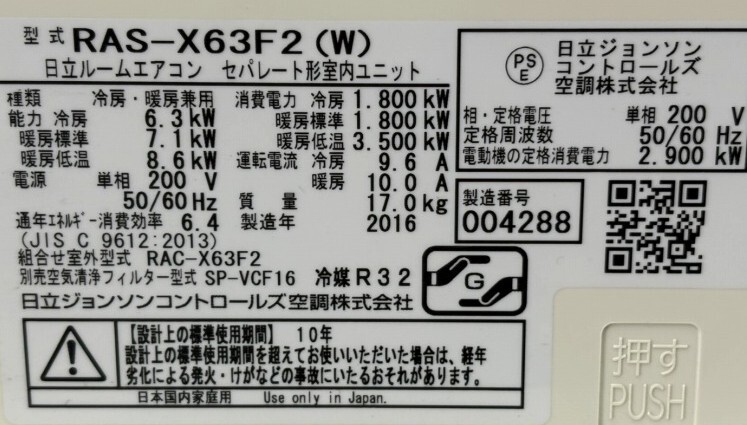 型式 RAS-X63F2(W)
日立ルームエアコン セパレート形室内ユニット
種類 冷房・暖房兼用
能力 冷房 6.3kW
暖房標準 7.1kW
暖房低温 8.6kW
電源 単相 200 V
50/60 Hz
通年エネルギー消費効率 6.4
(JIS C 9612:2013)
消費電力 冷房 1.800 kW
暖房標準 1.800 kW
暖房低温 3.500 kW
運転電流 冷房 9.6 A
暖房 10.0 A
質量 17.0 kg
製造年 2016
組合せ室外型式 RAC-X63F2
別売空気清浄フィルター型式 SP-VCF16 冷媒 R32
日立ジョンソンコントロールズ空調株式会社
G
PS
E
日立ジョンソン
コントロールズ
空調株式会社
相・定格電圧 単相 200 V
定格周波数 50/60 Hz
電動機の定格消費電力 2.900 kW
製造番号
004288
【設計上の標準使用期間】 10年
設計上の標準使用期間を超えてお使いいただいた場合は、経年
劣化による発火・けがなどの事故にいたるおそれがあります。
日本国内家庭用 Use only in Japan.
押す
PUSH